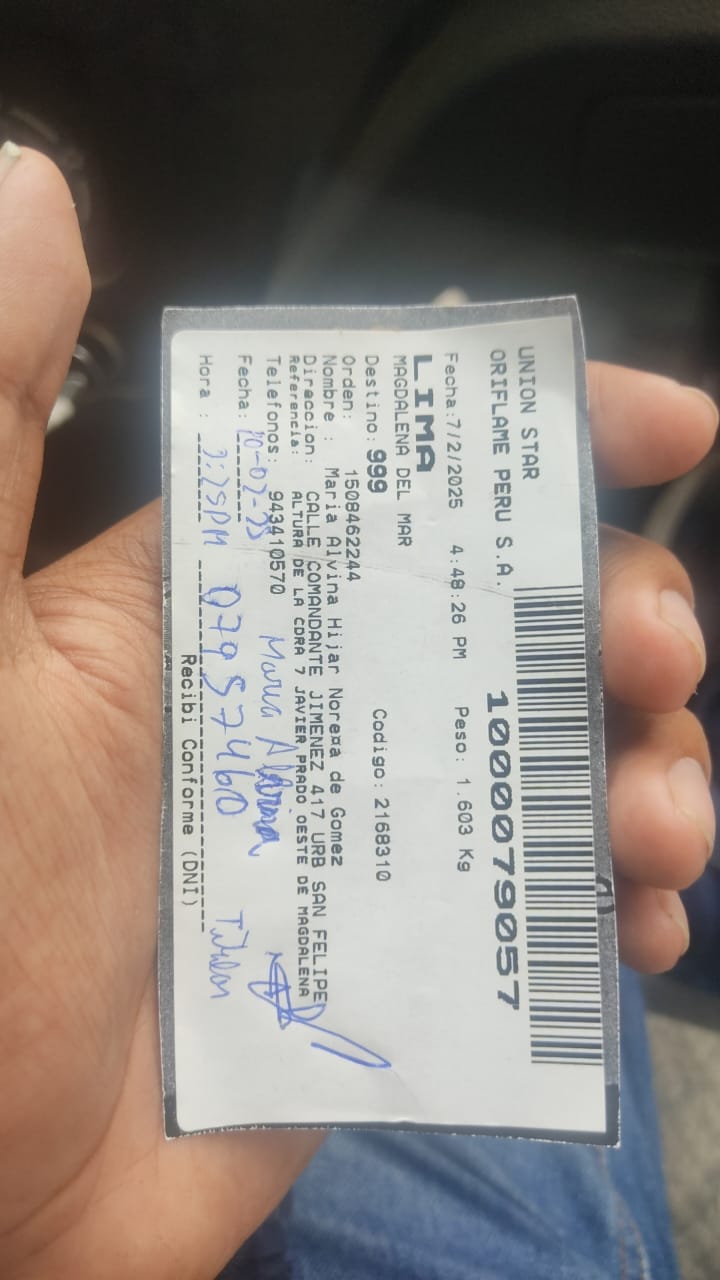 UNION STAR
ORIFLAME PERU S.A.
1000079057
Fecha:7/2/2025 4:48:26 PM Peso: 1.603 Kg
LIMA
MAGDALENA DEL MAR
Destino: 999 Codigo: 2168310
Orden: 1508462244
Nombre : Maria Alvina Hijar Noreña de Gomez
Direccion: CALLE COMANDANTE JIMENEZ 417 URB SAN FELIPE
Referencia: ALTURA DE LA CDRA 7 JAVIER PRADO OESTE DE MAGDALENA
Telefonos: 943410570 Maria Alvina
Fecha: 10-02-25
Hora : 3:25PM 07957460 Titular
Recibi Conforme (DNI)